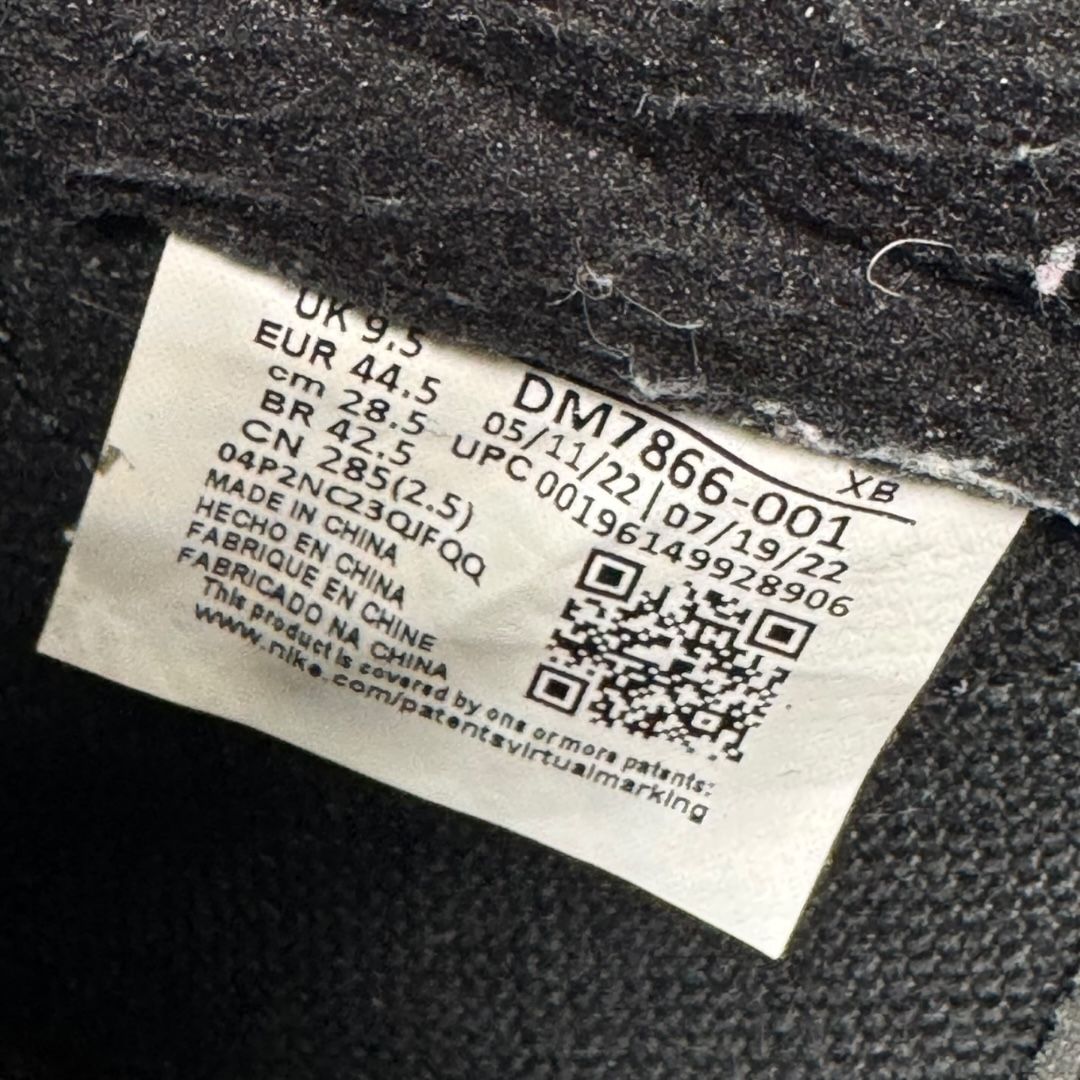 UK 9.5
EUR 44.5
cm 28.5
BR 42.5
CN 285(2.5)
04P2NC23QJFQQ
MADE IN CHINA
HECHO EN CHINA
FABRIQUE EN CHINE
FABRICADO NA CHINA
This product is covered by one or more patents:
www.nike.com/patentsvirtualmarking
XB
DM7866-001
05/11/22 | 07/19/22
UPC 00196149928906